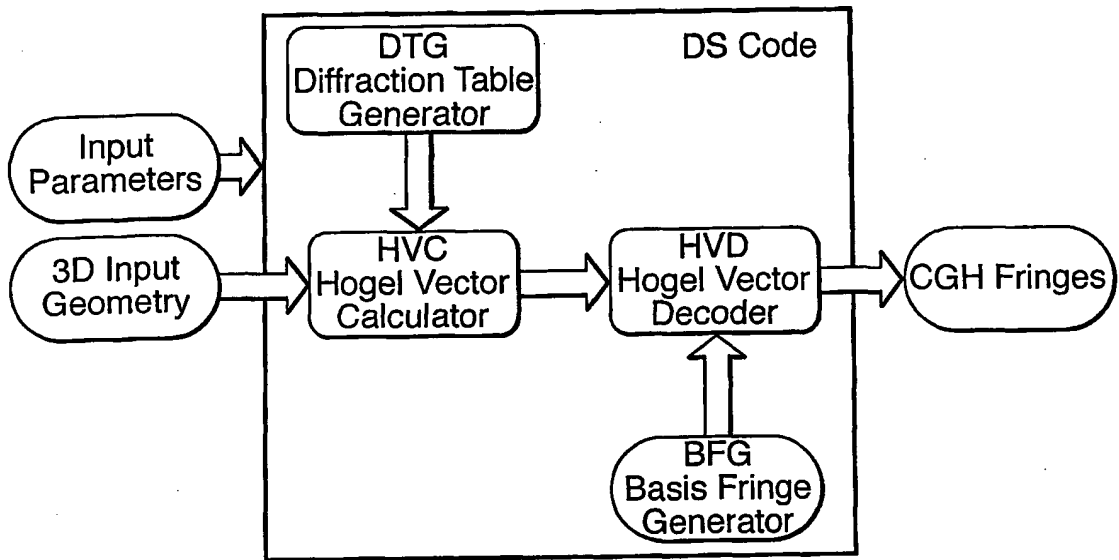 DTG
Diffraction Table
Generator
DS Code
Input
Parameters
3D Input
Geometry
HVC
Hogel Vector
Calculator
HVD
Hogel Vector
Decoder
CGH Fringes
BFG
Basis Fringe
Generator